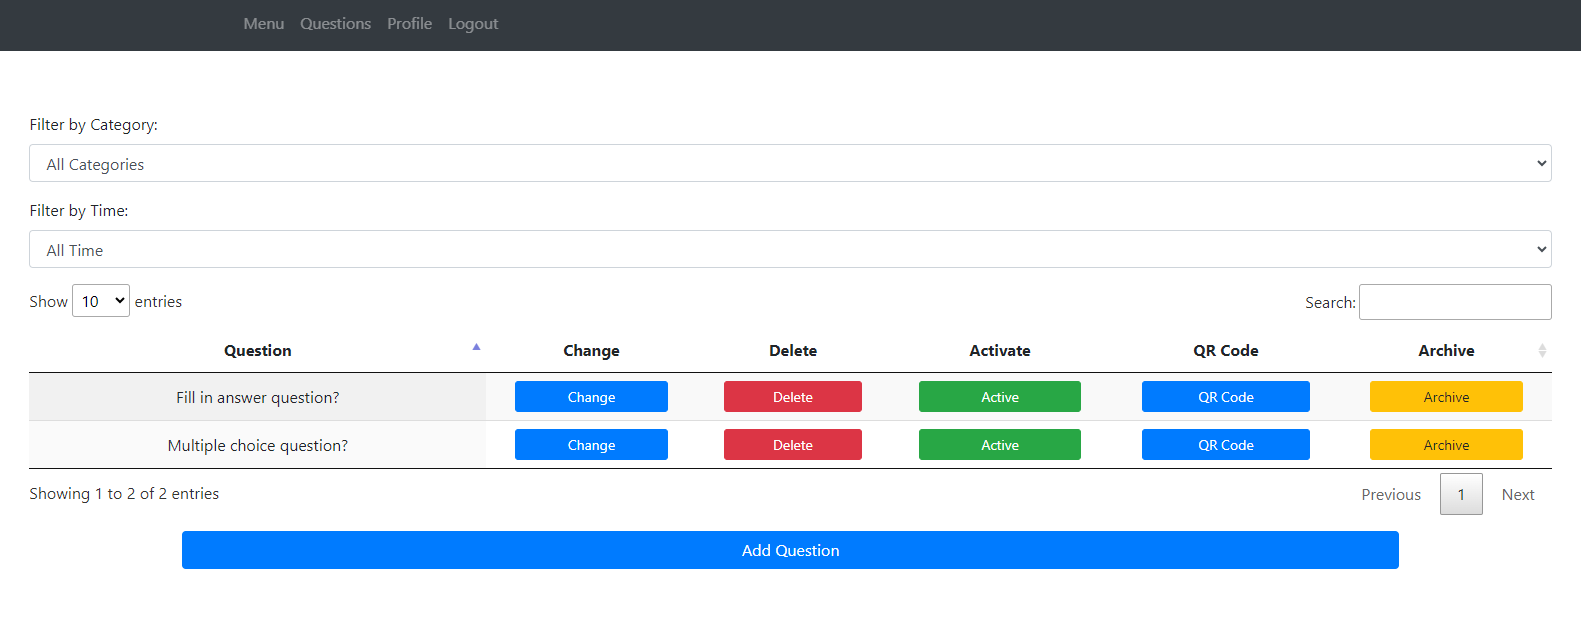 Menu Questions Profile Logout
Filter by Category:
All Categories
Filter by Time:
All Time
Show 10 entries Search:
Question Change Delete Activate QR Code Archive
Fill in answer question? Change Delete Active QR Code Archive
Multiple choice question? Change Delete Active QR Code Archive
Showing 1 to 2 of 2 entries Previous 1 Next
Add Question